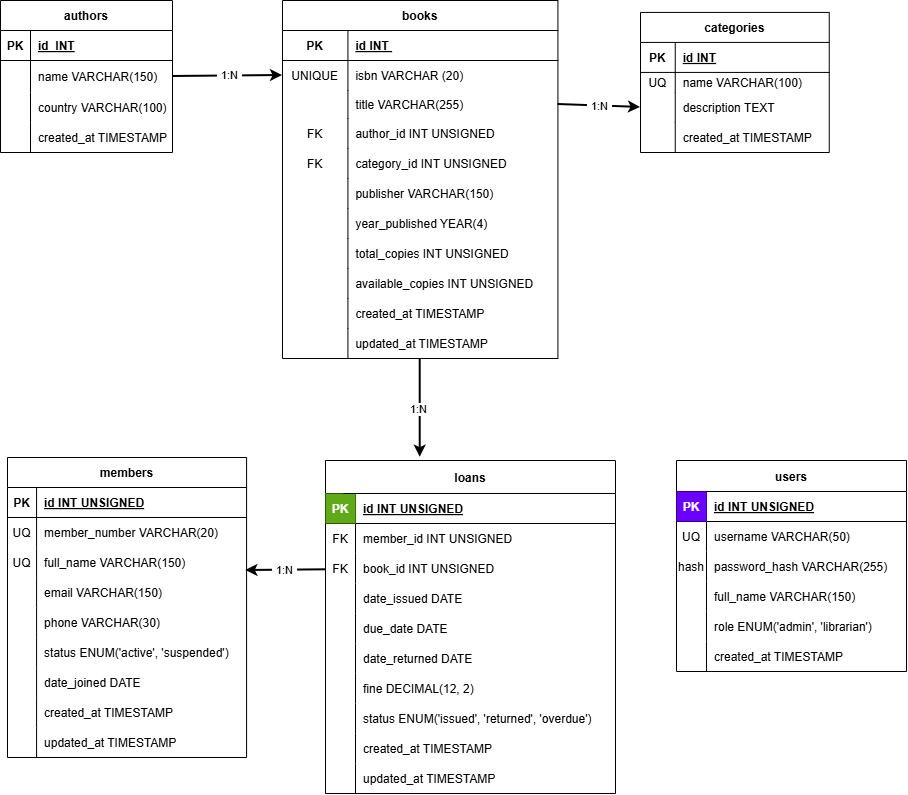 authors
PK id INT
name VARCHAR(150)
country VARCHAR(100)
created_at TIMESTAMP
1:N
books
PK id INT
UNIQUE isbn VARCHAR (20)
title VARCHAR(255)
FK author_id INT UNSIGNED
FK category_id INT UNSIGNED
publisher VARCHAR(150)
year_published YEAR(4)
total_copies INT UNSIGNED
available_copies INT UNSIGNED
created_at TIMESTAMP
updated_at TIMESTAMP
1:N
categories
PK id INT
UQ name VARCHAR(100)
description TEXT
created_at TIMESTAMP
1:N
members
PK id INT UNSIGNED
UQ member_number VARCHAR(20)
UQ full_name VARCHAR(150)
email VARCHAR(150)
phone VARCHAR(30)
status ENUM('active', 'suspended')
date_joined DATE
created_at TIMESTAMP
updated_at TIMESTAMP
1:N
loans
PK id INT UNSIGNED
FK member_id INT UNSIGNED
FK book_id INT UNSIGNED
date_issued DATE
due_date DATE
date_returned DATE
fine DECIMAL(12, 2)
status ENUM('issued', 'returned', 'overdue')
created_at TIMESTAMP
updated_at TIMESTAMP
users
PK id INT UNSIGNED
UQ username VARCHAR(50)
hash password_hash VARCHAR(255)
full_name VARCHAR(150)
role ENUM('admin', 'librarian')
created_at TIMESTAMP